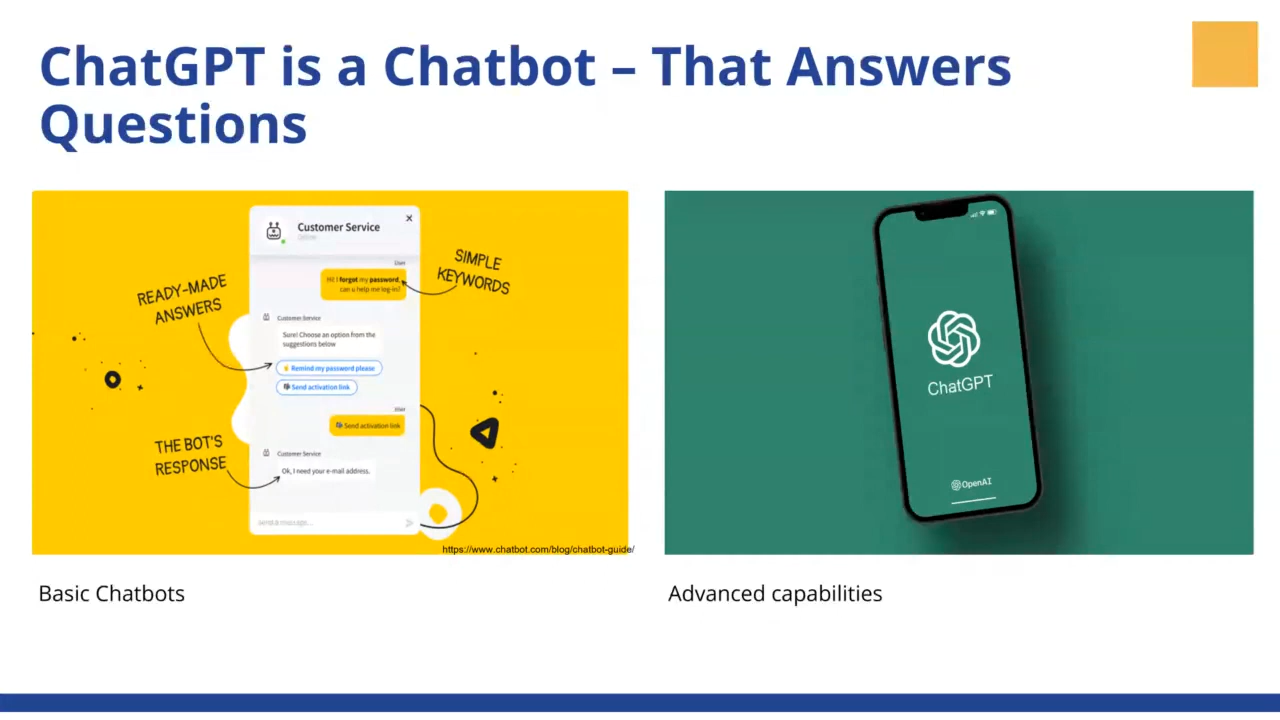 ChatGPT is a Chatbot – That Answers
Questions
Customer Service
Online
User
Hi! I forgot my password,
can u help me log-in?
SIMPLE
KEYWORDS
READY-MADE
ANSWERS
Customer Service
Sure! Choose an option from the
suggestions below
Remind my password please
Send activation link
User
Send activation link
THE BOT'S
RESPONSE
Customer Service
Ok, I need your e-mail address.
Send a message...
https://www.chatbot.com/blog/chatbot-guide/
ChatGPT
OpenAI
Basic Chatbots
Advanced capabilities